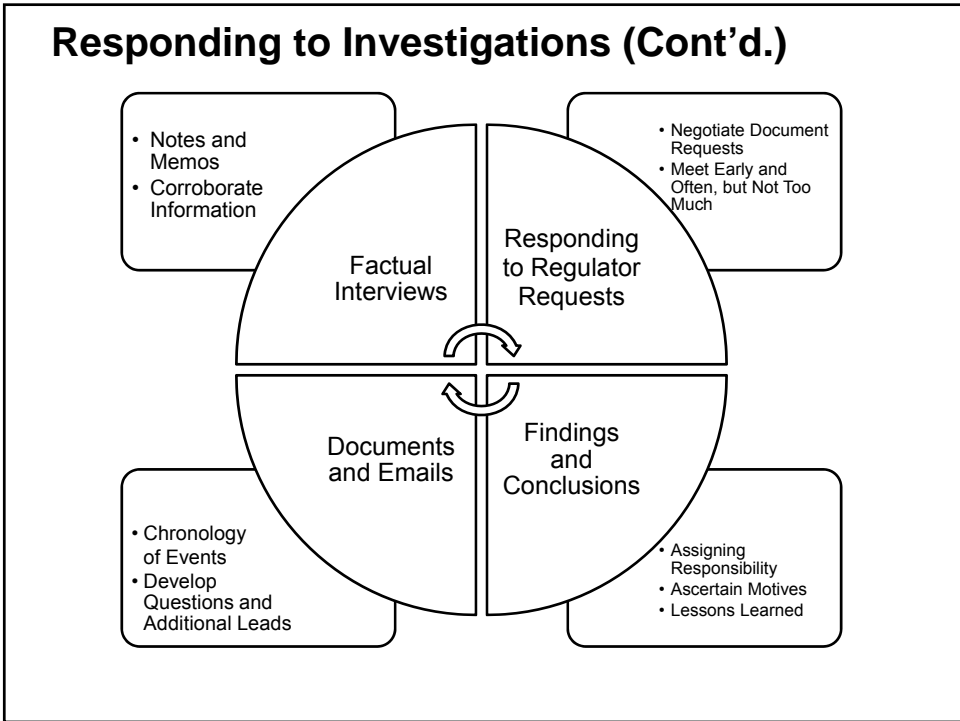 Responding to Investigations (Cont’d.)
• Notes and
Memos
• Corroborate
Information
• Negotiate Document
Requests
• Meet Early and
Often, but Not Too
Much
Factual
Interviews
Responding
to Regulator
Requests
Documents
and Emails
Findings
and
Conclusions
• Chronology
of Events
• Develop
Questions and
Additional Leads
• Assigning
Responsibility
• Ascertain Motives
• Lessons Learned